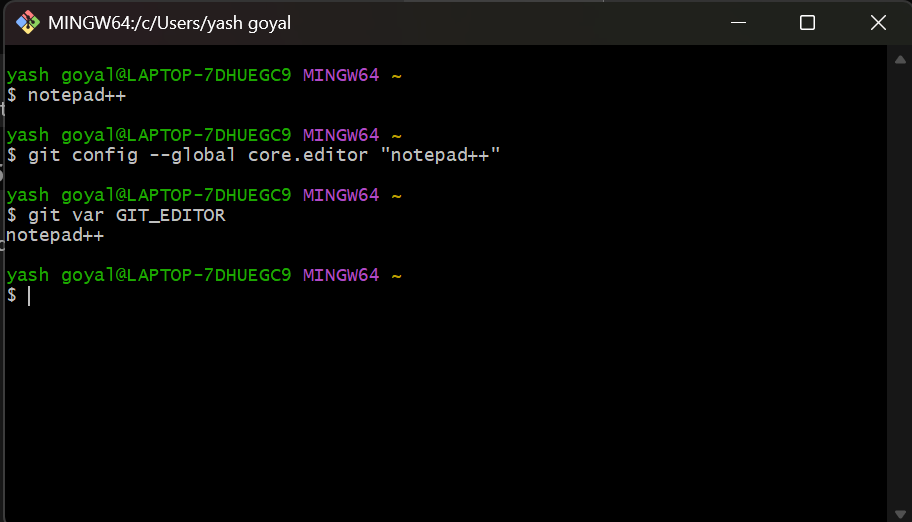 MINGW64:/c/Users/yash goyal
yash goyal@LAPTOP-7DHUEGC9 MINGW64 ~
$ notepad++
yash goyal@LAPTOP-7DHUEGC9 MINGW64 ~
$ git config --global core.editor "notepad++"
yash goyal@LAPTOP-7DHUEGC9 MINGW64 ~
$ git var GIT_EDITOR
notepad++
yash goyal@LAPTOP-7DHUEGC9 MINGW64 ~
$